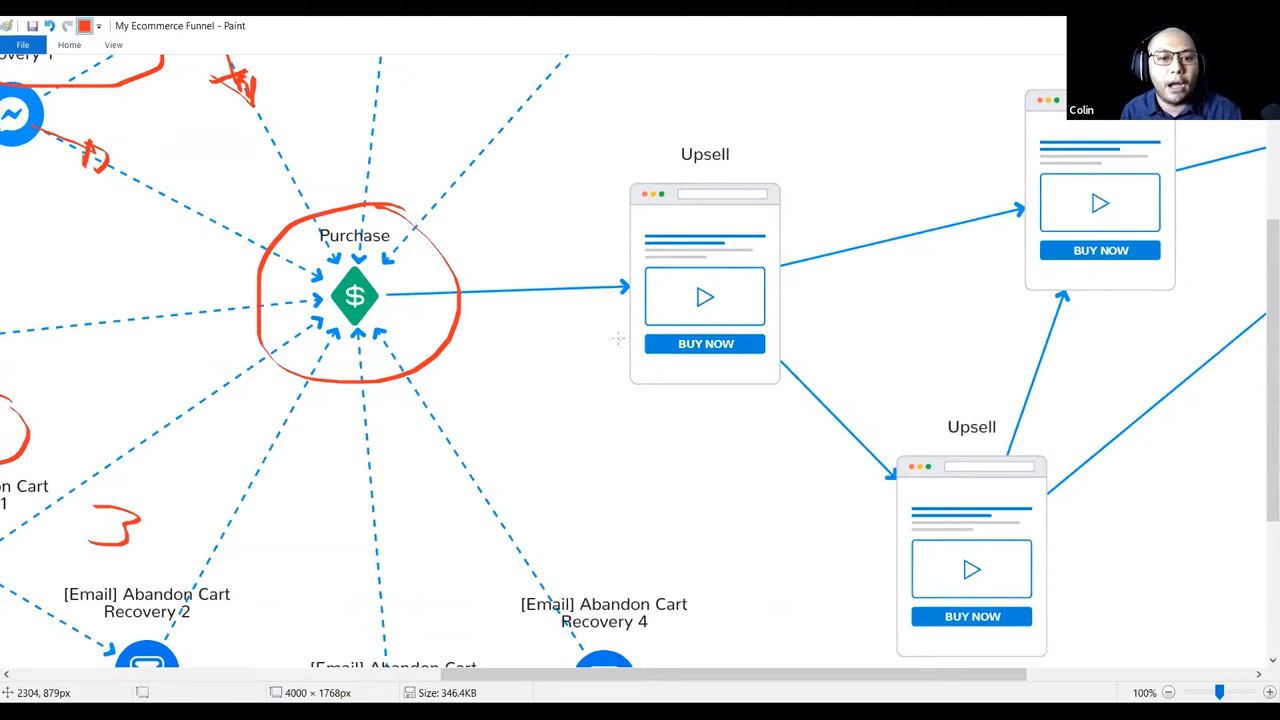 My Ecommerce Funnel - Paint
File
Home
View
Colin
Upsell
Purchase
$
BUY NOW
BUY NOW
Upsell
BUY NOW
1
3
[Email] Abandon Cart
Recovery 2
[Email] Abandon Cart
Recovery 4
2304, 879px
4000 × 1768px
Size: 346.4KB
100%